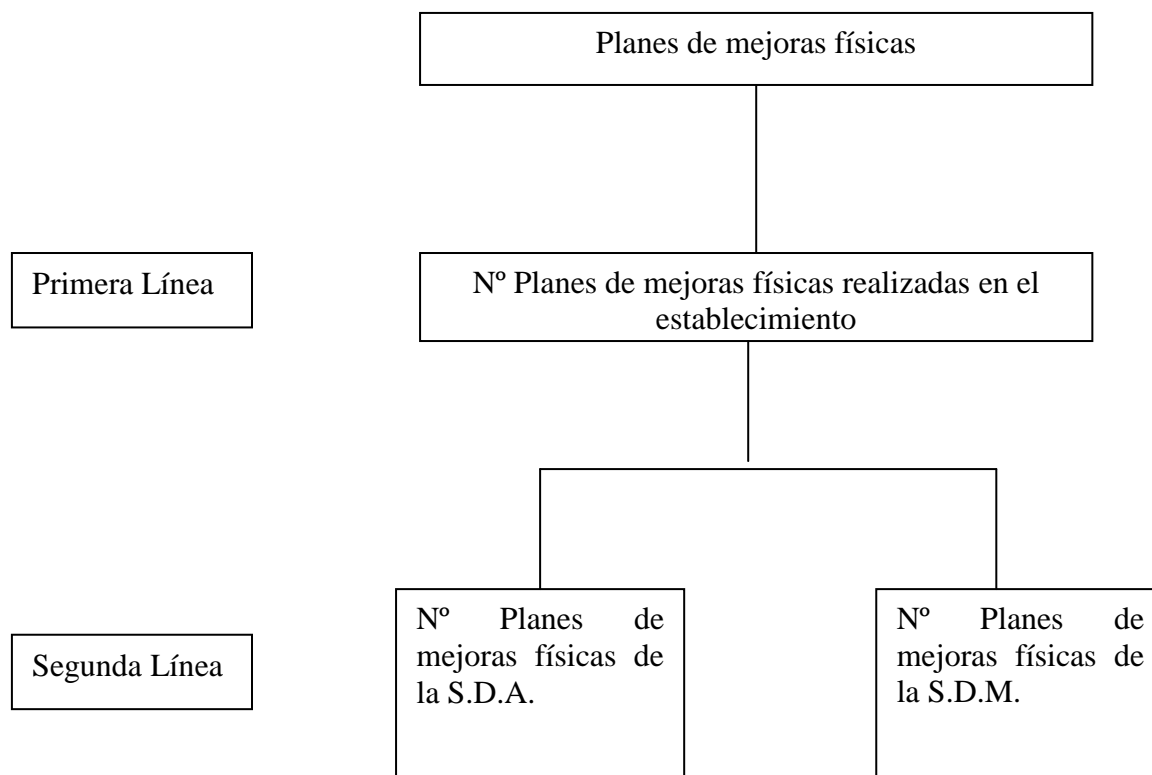 Planes de mejoras físicas
Primera Línea
Nº Planes de mejoras físicas realizadas en el
establecimiento
Segunda Línea
Nº Planes de
mejoras físicas de
la S.D.A.
Nº Planes de
mejoras físicas de
la S.D.M.